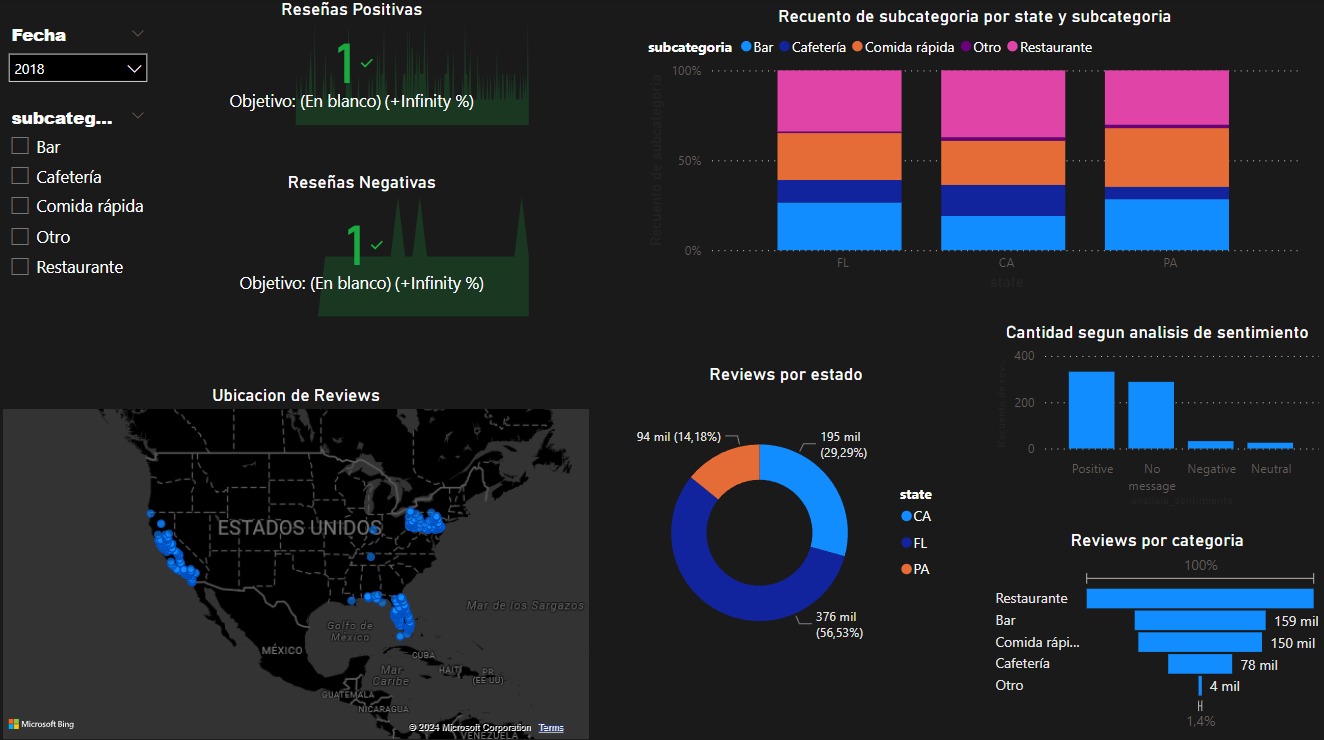 Fecha
2018
subcateg...
Bar
Cafetería
Comida rápida
Otro
Restaurante
Reseñas Positivas
1
Objetivo: (En blanco) (+Infinity %)
Reseñas Negativas
1
Objetivo: (En blanco) (+Infinity %)
Recuento de subcategoria por state y subcategoria
subcategoria Bar Cafetería Comida rápida Otro Restaurante
Recuento de subcategoria
100%
50%
0%
FL CA PA
state
Ubicacion de Reviews
ESTADOS UNIDOS
Mar de los Sargazos
Golfo de
México
MÉXICO
CUBA
Mar
Caribe
HAITÍ
PR
(EE.UU)
GUATEMALA
NICARAGUA
VENEZUELA
Microsoft Bing
© 2024 Microsoft Corporation Terms
Reviews por estado
94 mil (14,18%)
195 mil
(29,29%)
376 mil
(56,53%)
state
CA
FL
PA
Cantidad segun analisis de sentimiento
400
200
0
Positive No Negative Neutral
message
analisis_sentimiento
Reviews por categoria
100%
Restaurante
Bar 159 mil
Comida rápi... 150 mil
Cafetería 78 mil
Otro 4 mil
1,4%